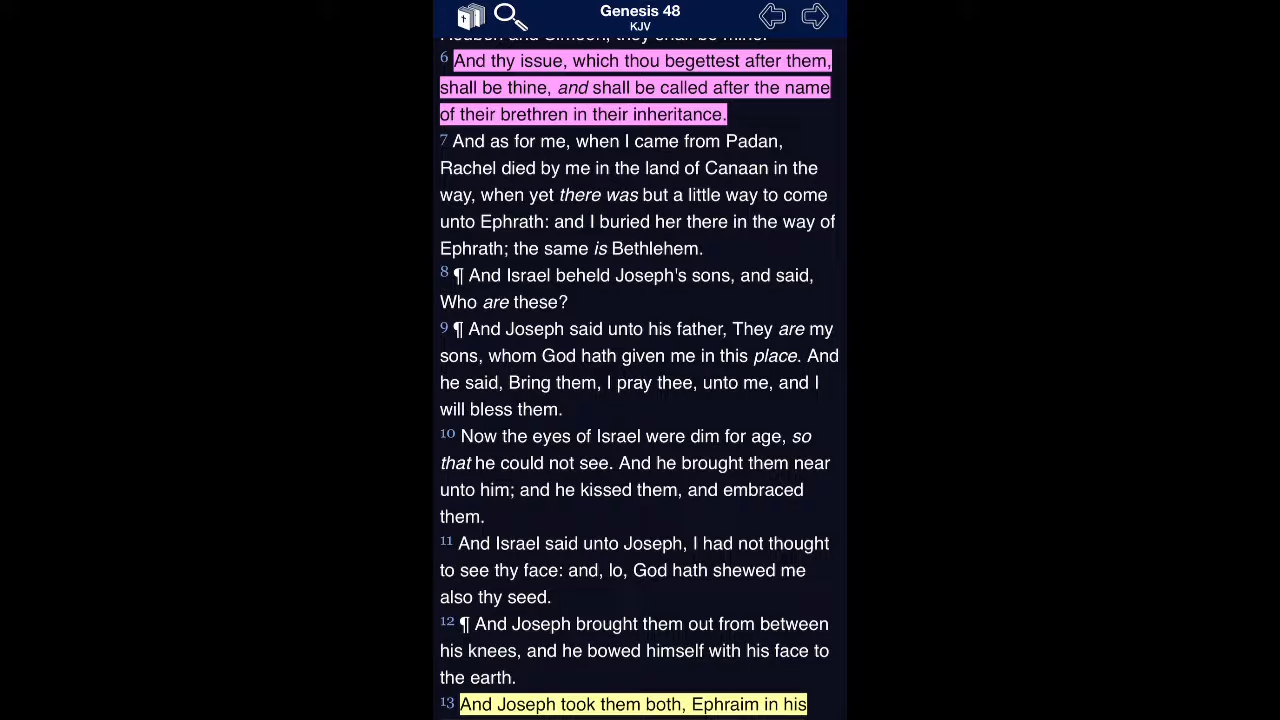 Genesis 48
KJV
Reuben and Simeon, they shall be mine.
6 And thy issue, which thou begettest after them,
shall be thine, and shall be called after the name
of their brethren in their inheritance.
7 And as for me, when I came from Padan,
Rachel died by me in the land of Canaan in the
way, when yet there was but a little way to come
unto Ephrath: and I buried her there in the way of
Ephrath; the same is Bethlehem.
8 ¶ And Israel beheld Joseph's sons, and said,
Who are these?
9 ¶ And Joseph said unto his father, They are my
sons, whom God hath given me in this place. And
he said, Bring them, I pray thee, unto me, and I
will bless them.
10 Now the eyes of Israel were dim for age, so
that he could not see. And he brought them near
unto him; and he kissed them, and embraced
them.
11 And Israel said unto Joseph, I had not thought
to see thy face: and, lo, God hath shewed me
also thy seed.
12 ¶ And Joseph brought them out from between
his knees, and he bowed himself with his face to
the earth.
13 And Joseph took them both, Ephraim in his